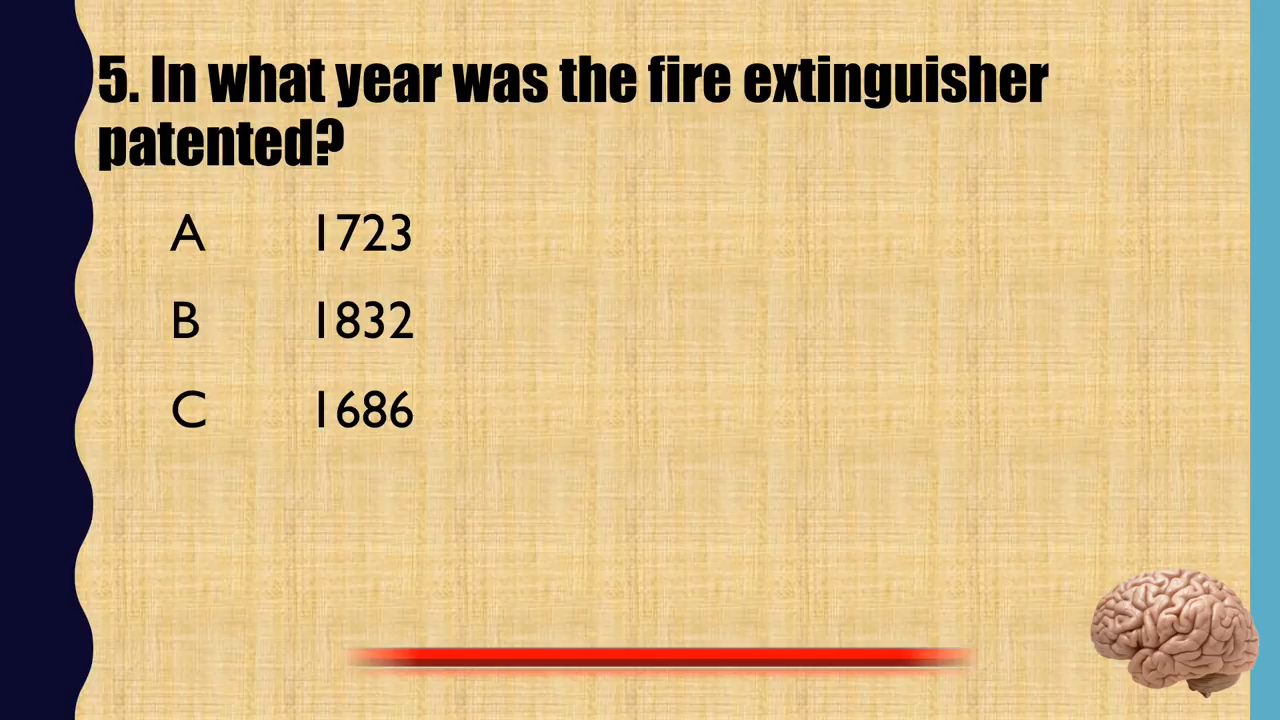 5. In what year was the fire extinguisher
patented?
A 1723
B 1832
C 1686